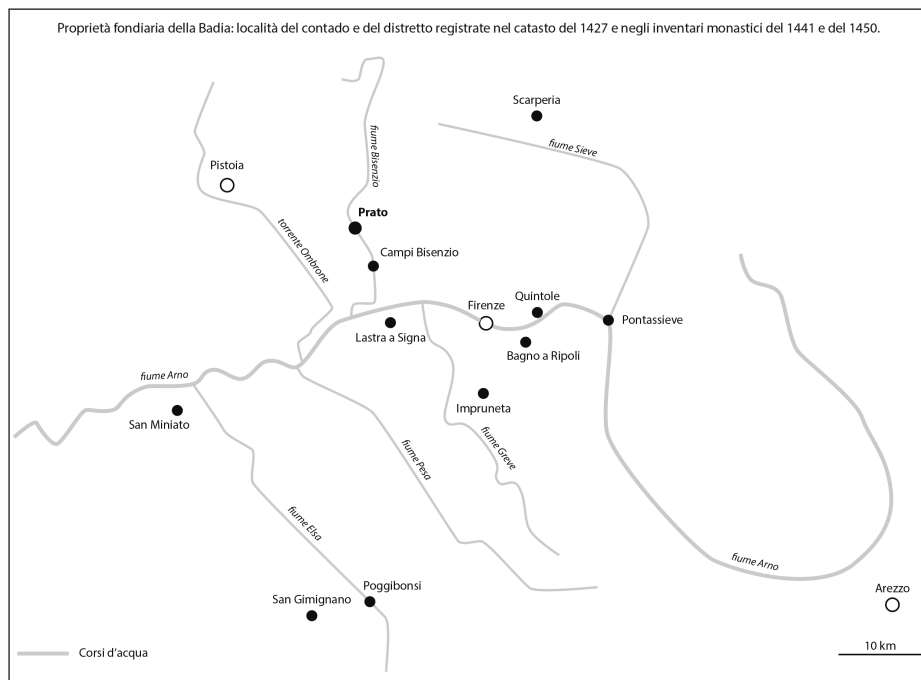 Proprietà fondiaria della Badia: località del contado e del distretto registrate nel catasto del 1427 e negli inventari monastici del 1441 e del 1450.
Scarperia
fiume Bisenzio
fiume Sieve
Pistoia
Prato
torrente Ombrone
Campi Bisenzio
Quintole
Firenze
Pontassieve
Lastra a Signa
Bagno a Ripoli
fiume Arno
Impruneta
San Miniato
fiume Greve
fiume Pesa
fiume Elsa
fiume Arno
Poggibonsi
Arezzo
San Gimignano
10 km
Corsi d'acqua